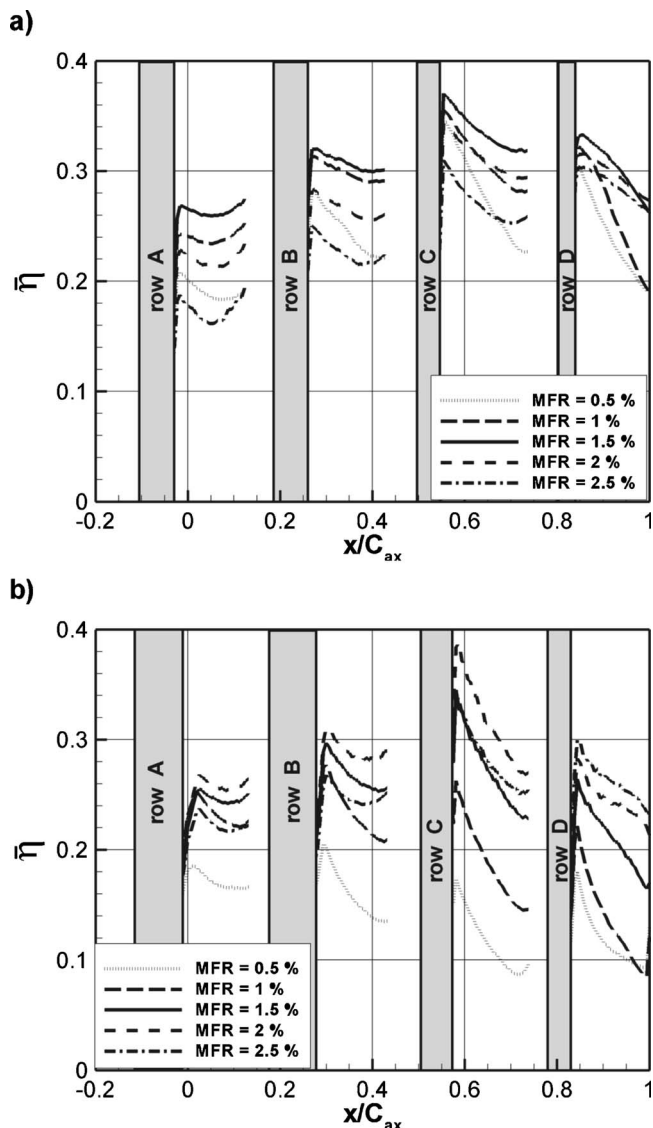 a)
0.4
0.3
0.2
0.1
0
η̄
row A
row B
row C
row D
MFR = 0.5 %
MFR = 1 %
MFR = 1.5 %
MFR = 2 %
MFR = 2.5 %
-0.2 0 0.2 0.4 0.6 0.8 1
x/Cax
b)
0.4
0.3
0.2
0.1
0
η̄
row A
row B
row C
row D
MFR = 0.5 %
MFR = 1 %
MFR = 1.5 %
MFR = 2 %
MFR = 2.5 %
-0.2 0 0.2 0.4 0.6 0.8 1
x/Cax